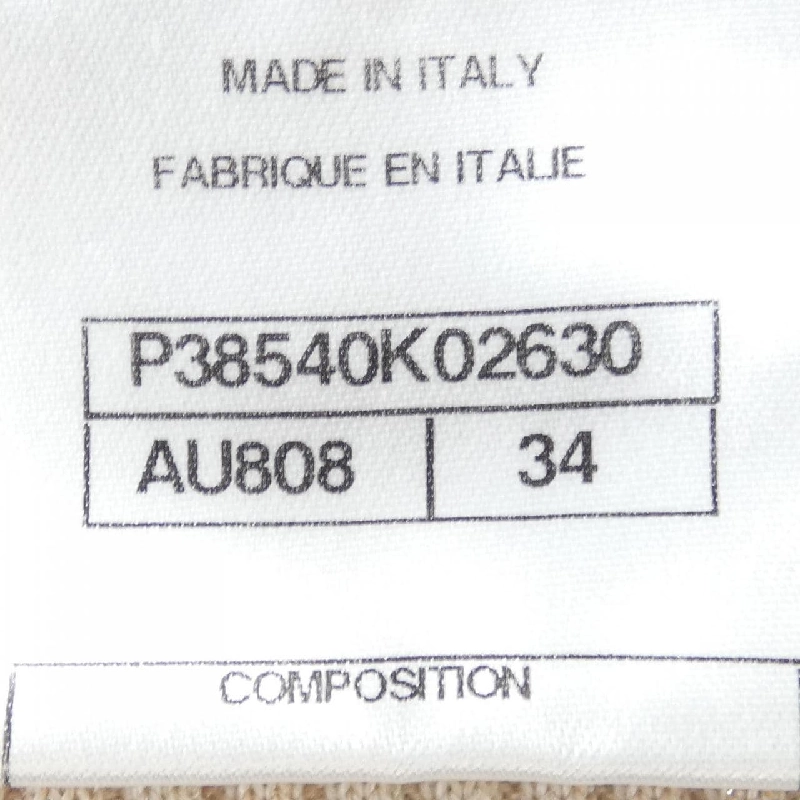 MADE IN ITALY
FABRIQUE EN ITALIE
P38540K02630
AU808 34
COMPOSITION